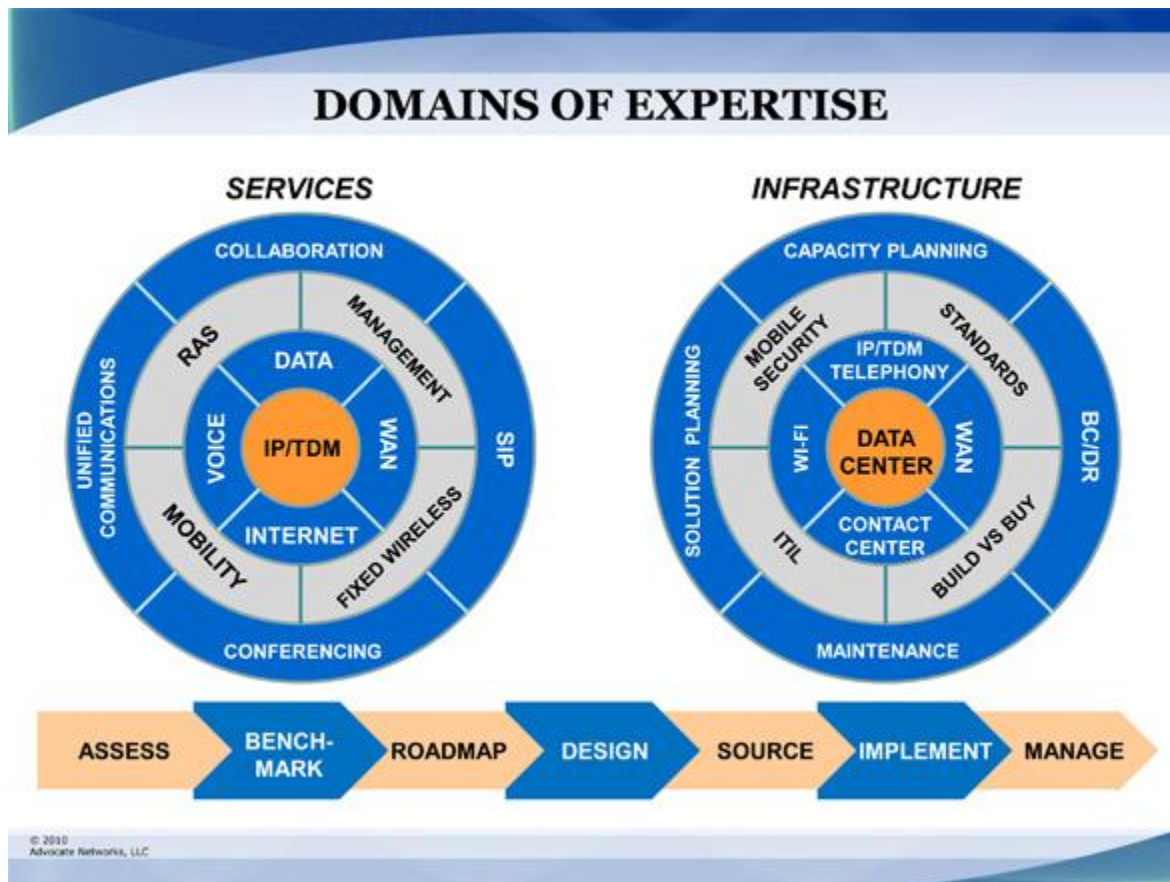 DOMAINS OF EXPERTISE
SERVICES
COLLABORATION
RAS
MANAGEMENT
DATA
UNIFIED
COMMUNICATIONS
VOICE
IP/TDM
WAN
SIP
INTERNET
MOBILITY
FIXED WIRELESS
CONFERENCING
INFRASTRUCTURE
CAPACITY PLANNING
MOBILE
SECURITY
STANDARDS
IP/TDM
TELEPHONY
SOLUTION PLANNING
WI-FI
DATA
CENTER
WAN
BC/DR
CONTACT
CENTER
ITIL
BUILD VS BUY
MAINTENANCE
ASSESS
BENCH-
MARK
ROADMAP
DESIGN
SOURCE
IMPLEMENT
MANAGE
© 2010
Advocate Networks, LLC